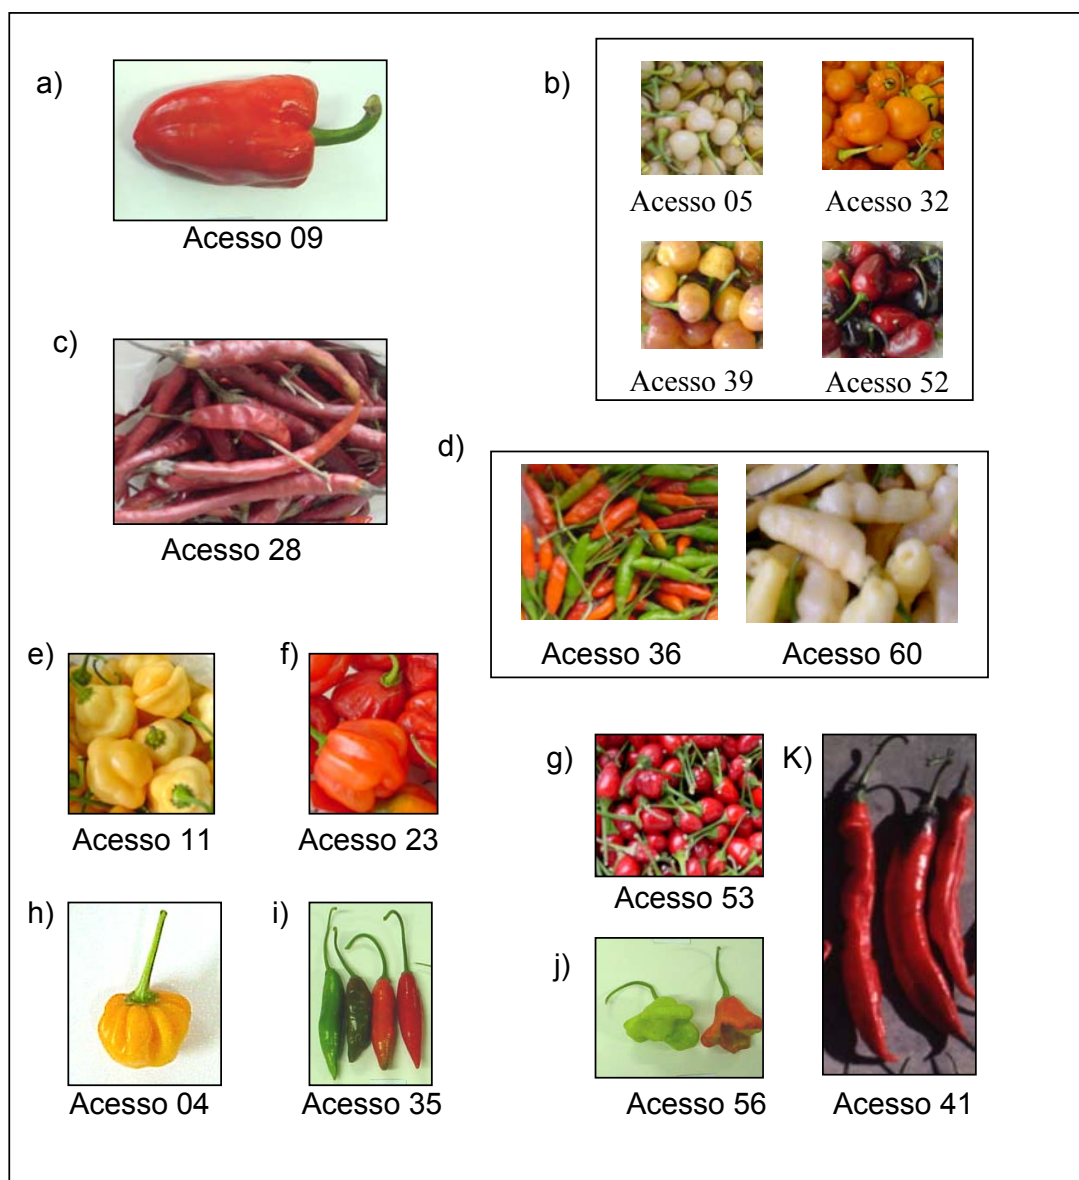 a)
Acesso 09
b)
Acesso 05
Acesso 32
Acesso 39
Acesso 52
c)
Acesso 28
d)
Acesso 36
Acesso 60
e)
Acesso 11
f)
Acesso 23
g)
Acesso 53
K)
Acesso 41
h)
Acesso 04
i)
Acesso 35
j)
Acesso 56